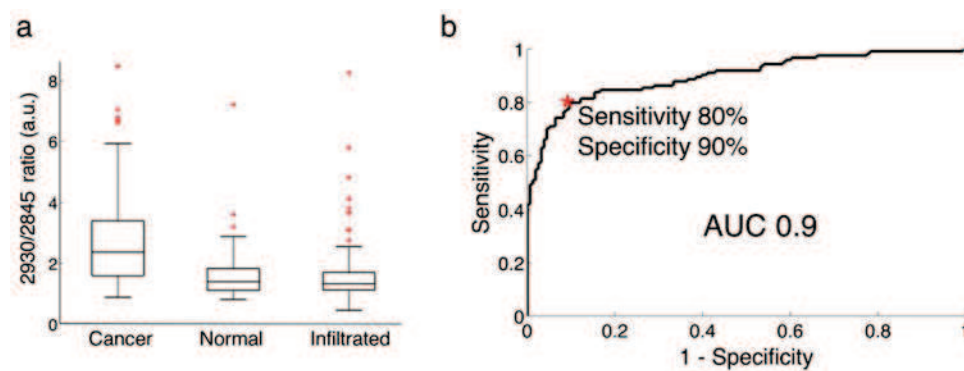 a
2930/2845 ratio (a.u.)
8
6
4
2
0
Cancer Normal Infiltrated
b
Sensitivity
1
0.8
0.6
0.4
0.2
0
Sensitivity 80%
Specificity 90%
AUC 0.9
0 0.2 0.4 0.6 0.8 1
1 - Specificity